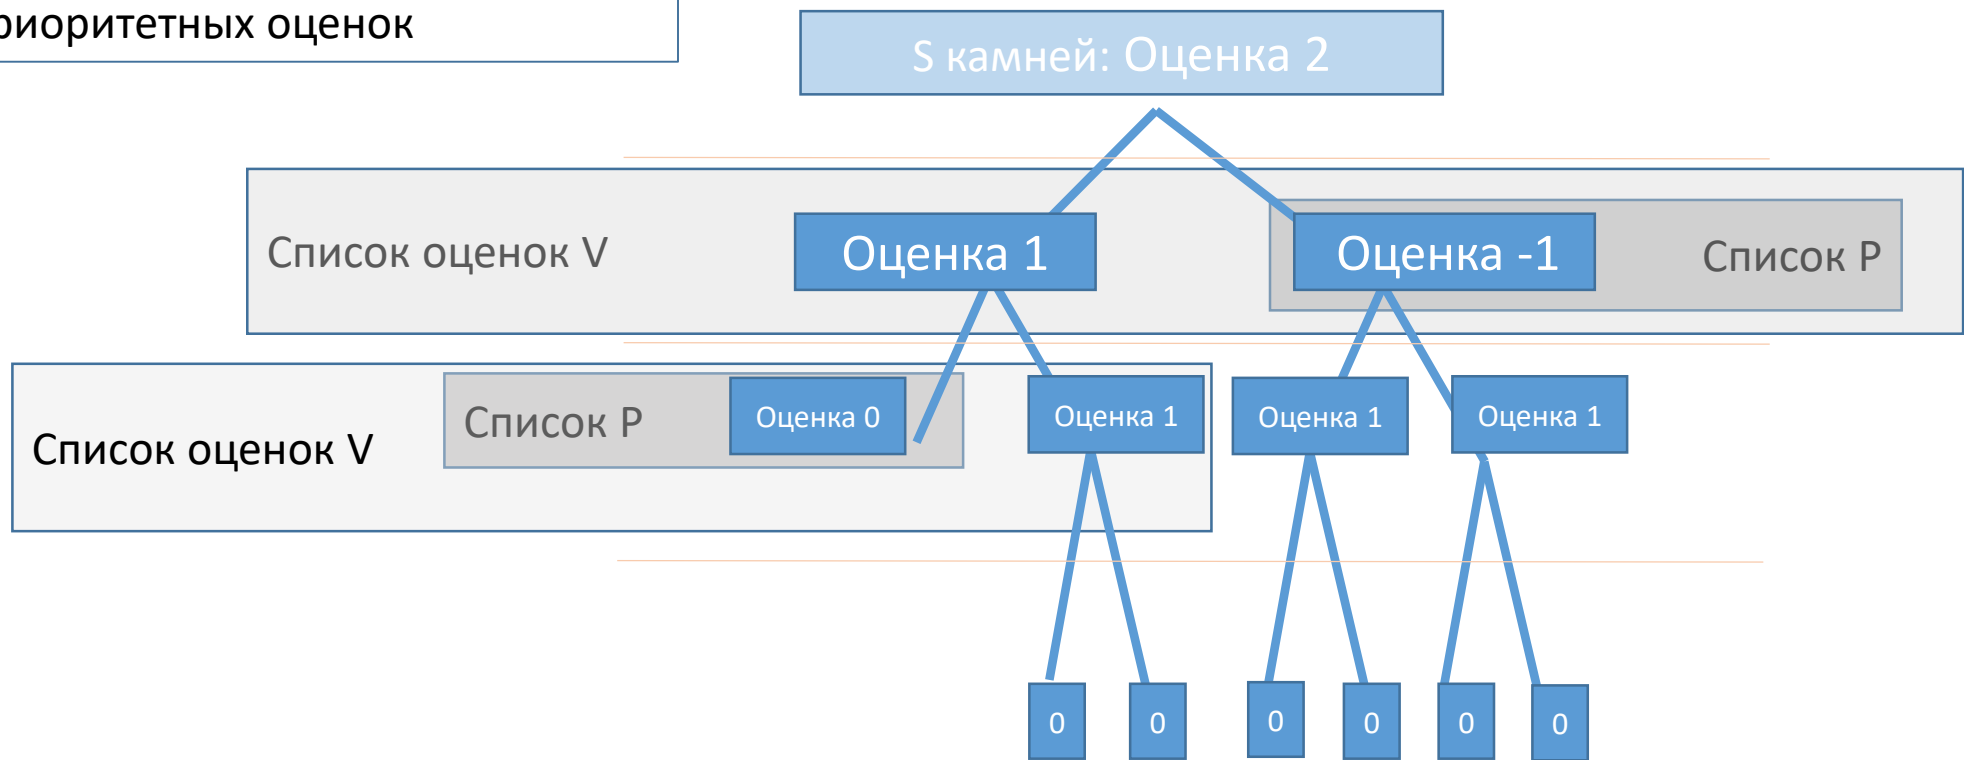 оценок
S камней: Оценка 2
Список оценок V
Оценка 1
Оценка -1
Список P
Список оценок V
Список P
Оценка 0
Оценка 1
Оценка 1
Оценка 1
0
0
0
0
0
0